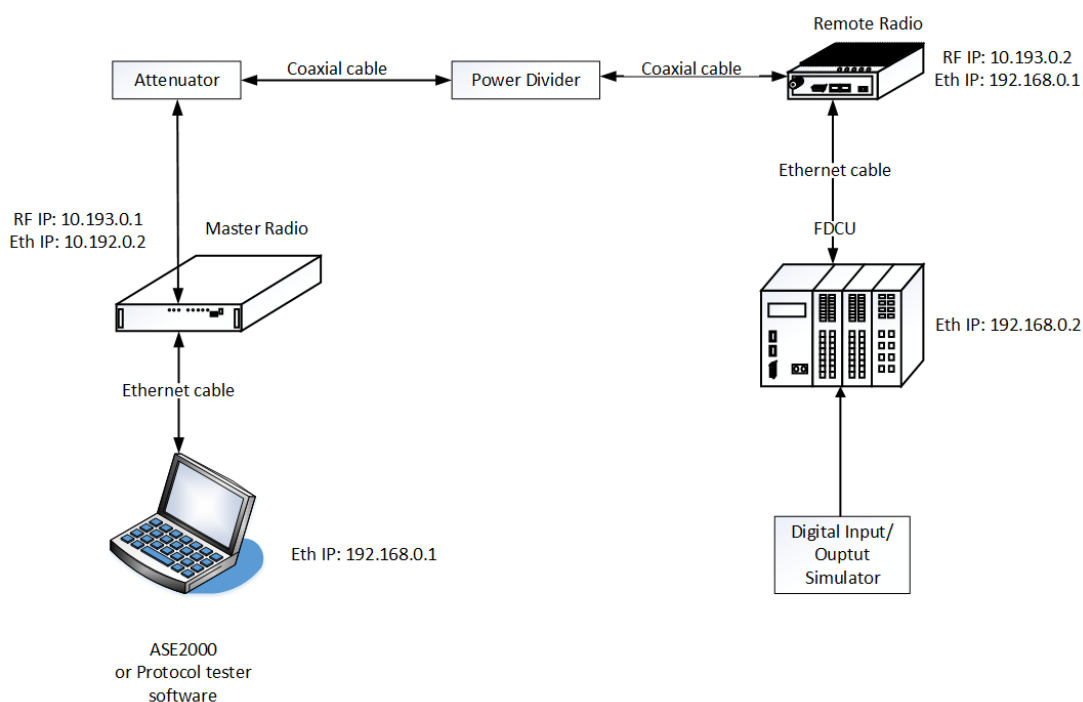 Remote Radio
Attenuator
Coaxial cable
Power Divider
Coaxial cable
RF IP: 10.193.0.2
Eth IP: 192.168.0.1
Ethernet cable
RF IP: 10.193.0.1
Eth IP: 10.192.0.2
Master Radio
FDCU
Eth IP: 192.168.0.2
Ethernet cable
Eth IP: 192.168.0.1
Digital Input/
Ouptut
Simulator
ASE2000
or Protocol tester
software